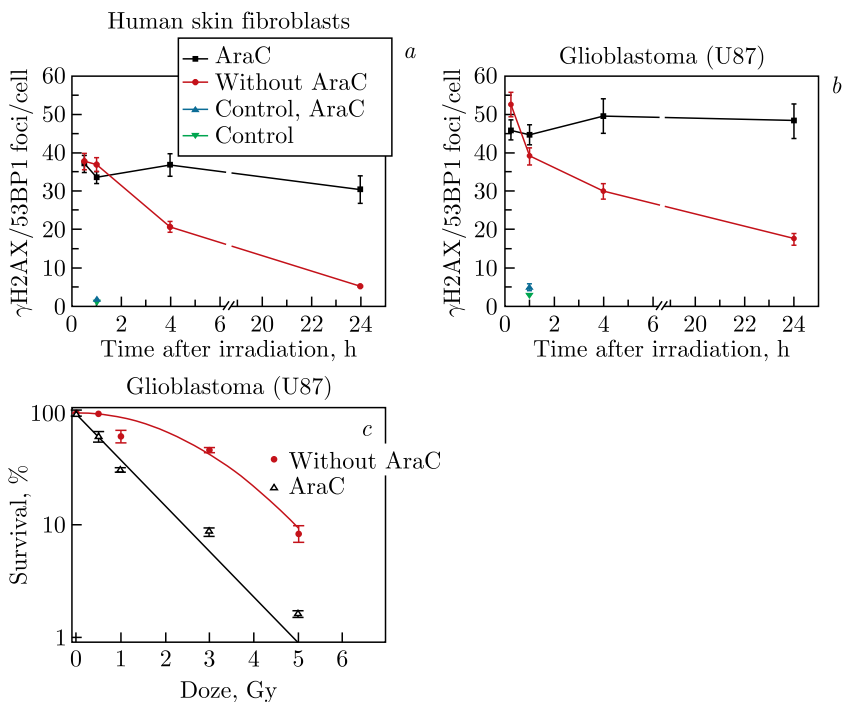 Human skin fibroblasts
a
AraC
Without AraC
Control, AraC
Control
γH2AX/53BP1 foci/cell
60
50
40
30
20
10
0
0 2 4 6 20 22 24
Time after irradiation, h
Glioblastoma (U87)
b
γH2AX/53BP1 foci/cell
60
50
40
30
20
10
0
0 2 4 6 20 22 24
Time after irradiation, h
Glioblastoma (U87)
c
Without AraC
AraC
Survival, %
100
10
1
0 1 2 3 4 5 6
Doze, Gy